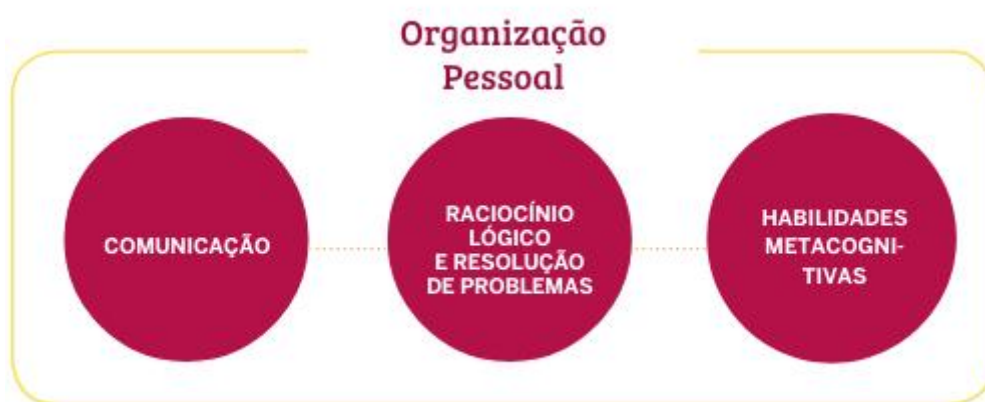 Organização
Pessoal
COMUNICAÇÃO
RACIOCÍNIO
LÓGICO
E RESOLUÇÃO
DE PROBLEMAS
HABILIDADES
METACOGNI-
TIVAS